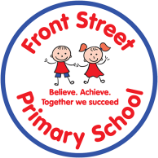 Front Street
Believe. Achieve.
Together we succeed
Primary School